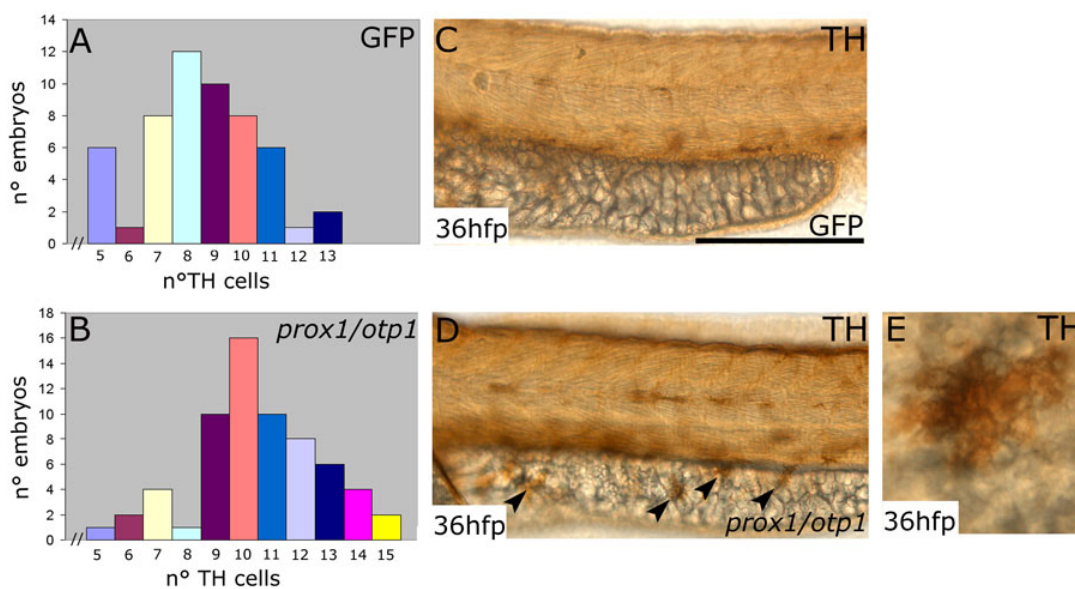 A GFP
n° embryos
14
12
10
8
6
4
2
0
// 5 6 7 8 9 10 11 12 13
n°TH cells
C TH
36hfp
GFP
B prox1/otp1
n° embryos
18
16
14
12
10
8
6
4
2
0
// 5 6 7 8 9 10 11 12 13 14 15
n° TH cells
D TH
36hfp
prox1/otp1
E TH
36hfp